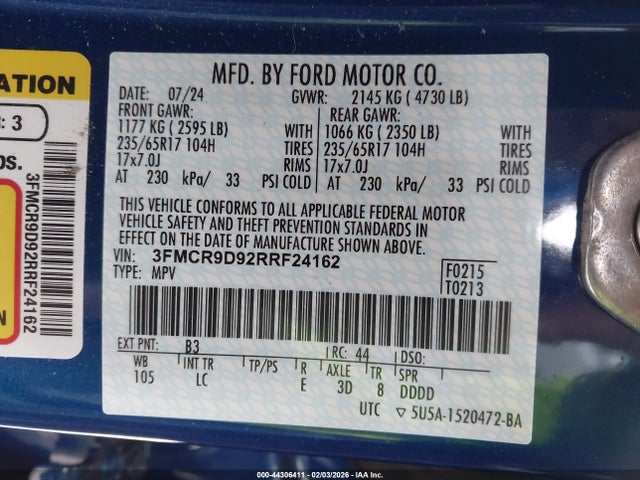 MFD. BY FORD MOTOR CO.
DATE: 07/24 GVWR: 2145 KG ( 4730 LB)
FRONT GAWR: REAR GAWR:
1177 KG ( 2595 LB) WITH 1066 KG ( 2350 LB) WITH
235/65R17 104H TIRES 235/65R17 104H TIRES
17x7.0J RIMS 17x7.0J RIMS
AT 230 kPa/ 33 PSI COLD AT 230 kPa/ 33 PSI COLD
THIS VEHICLE CONFORMS TO ALL APPLICABLE FEDERAL MOTOR
VEHICLE SAFETY AND THEFT PREVENTION STANDARDS IN
EFFECT ON THE DATE OF MANUFACTURE SHOWN ABOVE.
VIN: 3FMCR9D92RRF24162
TYPE: MPV
F0215
T0213
EXT PNT: B3 RC: 44 DSO:
WB INT TR TP/PS R AXLE TR SPR
105 LC E 3D 8 DDDD
UTC ▽5U5A-1520472-BA
ATION
: 3
DS.
3FMCR9D92RRF24162
N
000-44306411 - 02/03/2026 - IAA Inc.